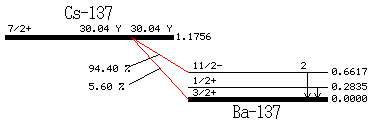 Cs-137
7/2+ 30.04 Y 30.04 Y 1.1756
94.40 % 11/2- 2 0.6617
5.60 % 1/2+ 0.2835
3/2+ 0.0000
Ba-137